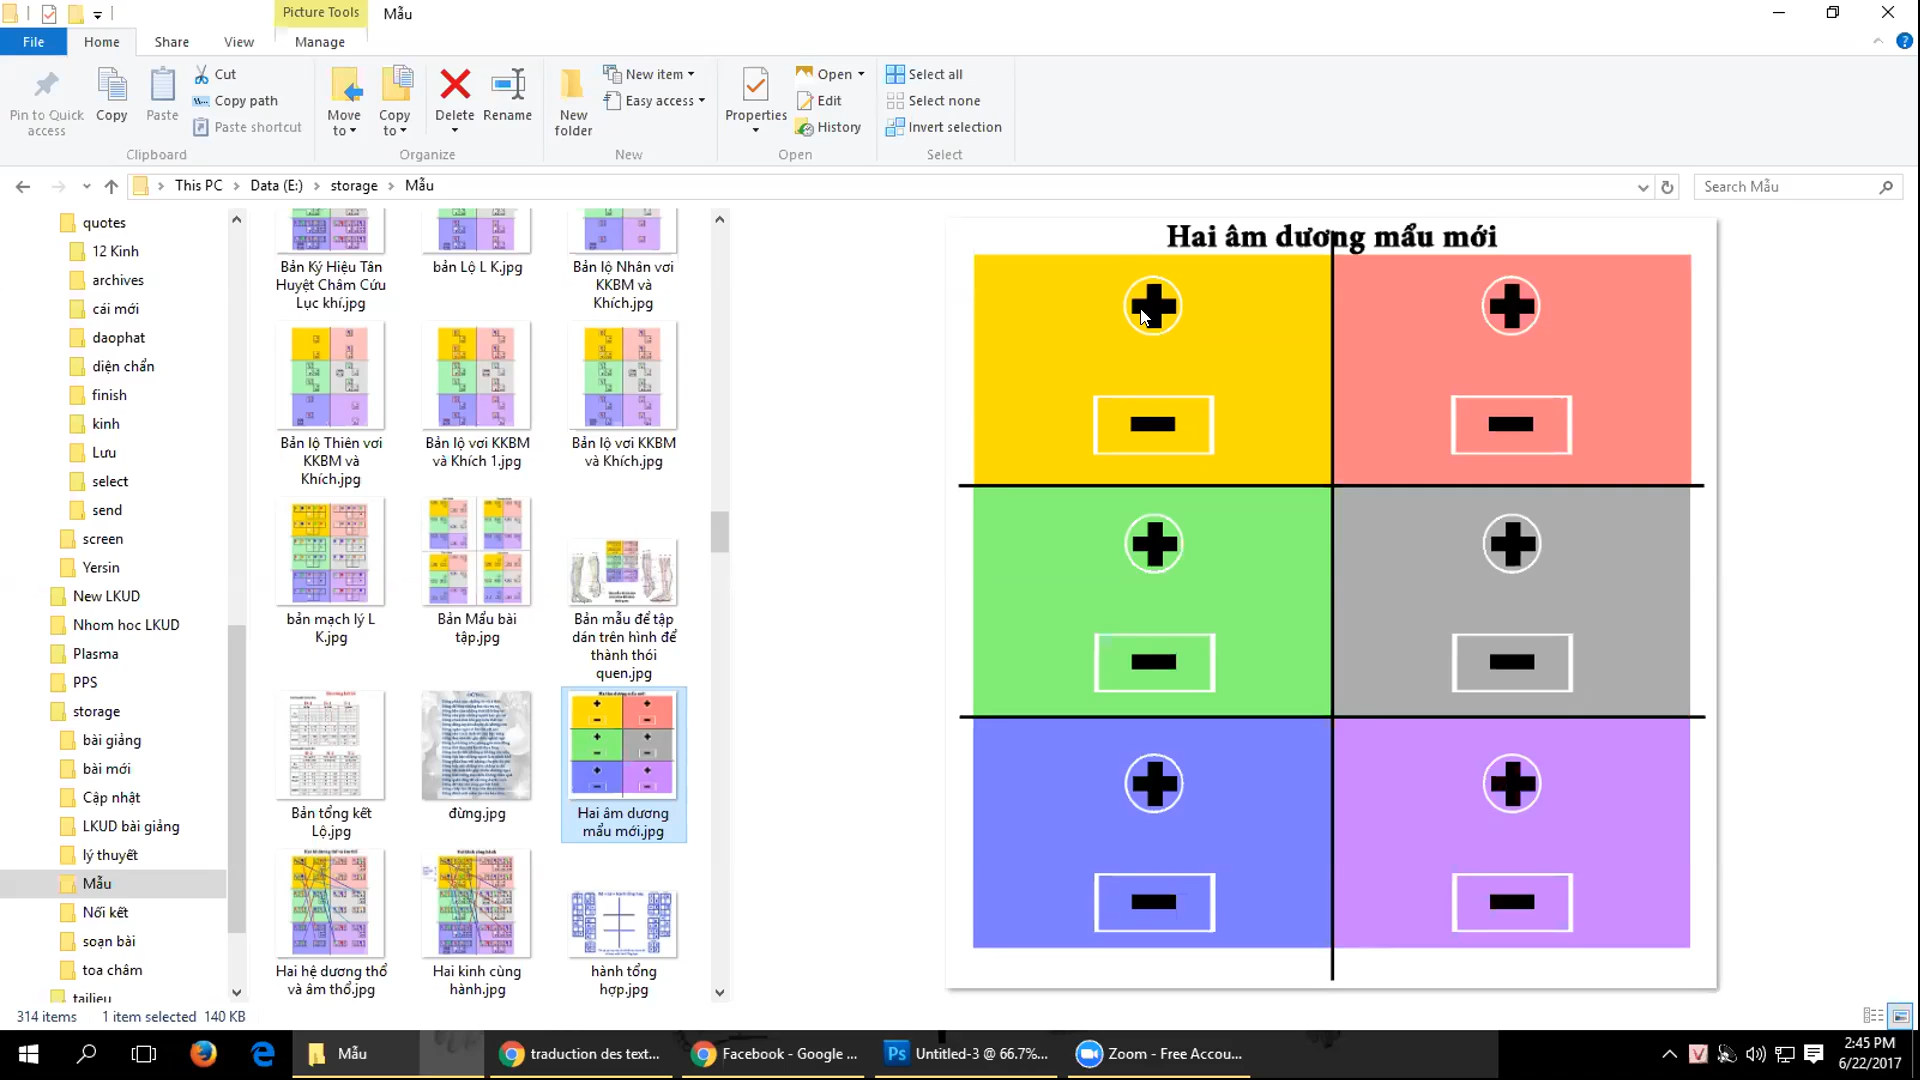 Picture Tools
Mẫu
File
Home
Share
View
Manage
Pin to Quick access
Copy
Paste
Cut
Copy path
Paste shortcut
Clipboard
Move to
Copy to
Delete
Rename
Organize
New folder
New item
Easy access
New
Properties
Open
Edit
History
Open
Select all
Select none
Invert selection
Select
This PC
Data (E:)
storage
Mẫu
Search Mẫu
quotes
12 Kinh
archives
cái mới
daophat
diện chẩn
finish
kinh
Lưu
select
send
screen
Yersin
New LKUD
Nhom hoc LKUD
Plasma
PPS
storage
bài giảng
bài mới
Cập nhật
LKUD bài giảng
lý thuyết
Mẫu
Nối kết
soạn bài
toa châm
tailieu
Bản Ký Hiệu Tân Huyệt Châm Cứu Lục khí.jpg
bản Lộ L K.jpg
Bản lộ Nhân vơi KKBM và Khích.jpg
Bản lộ Thiên vơi KKBM và Khích.jpg
Bản lộ vơi KKBM và Khích 1.jpg
Bản lộ vơi KKBM và Khích.jpg
bản mạch lý L K.jpg
Bản Mẩu bài tập.jpg
Bản mẫu để tập dán trên hình để thành thói quen.jpg
Bản tổng kết Lộ.jpg
đừng.jpg
Hai âm dương mẩu mới.jpg
Hai hệ dương thổ và âm thổ.jpg
Hai kinh cùng hành.jpg
hành tổng hợp.jpg
Hai âm dương mẩu mới
314 items
1 item selected 140 KB
Mẫu
traduction des text...
Facebook - Google ...
Ps
Untitled-3 @ 66.7%...
Zoom - Free Accou...
V
2:45 PM
6/22/2017